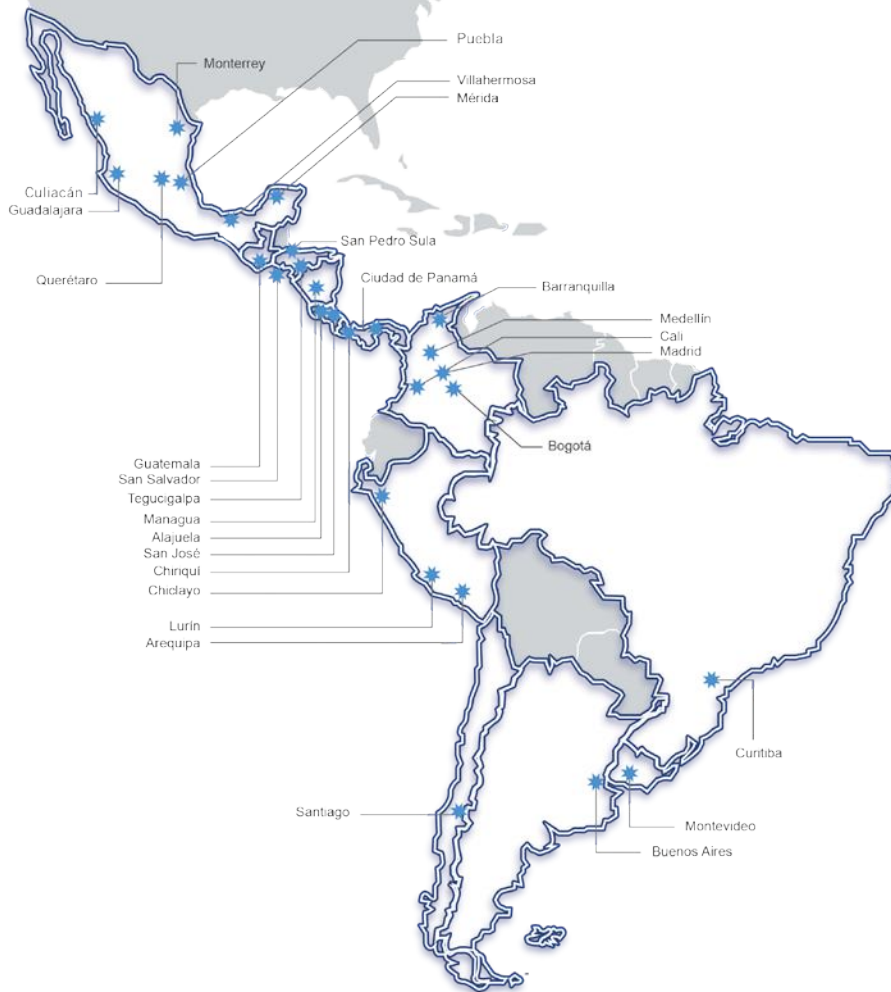 Puebla
Monterrey
Villahermosa
Mérida
Culiacán
Guadalajara
San Pedro Sula
Querétaro
Ciudad de Panamá
Barranquilla
Medellín
Cali
Madrid
Bogotá
Guatemala
San Salvador
Tegucigalpa
Managua
Alajuela
San José
Chiriquí
Chiclayo
Lurín
Arequipa
Curitiba
Santiago
Montevideo
Buenos Aires